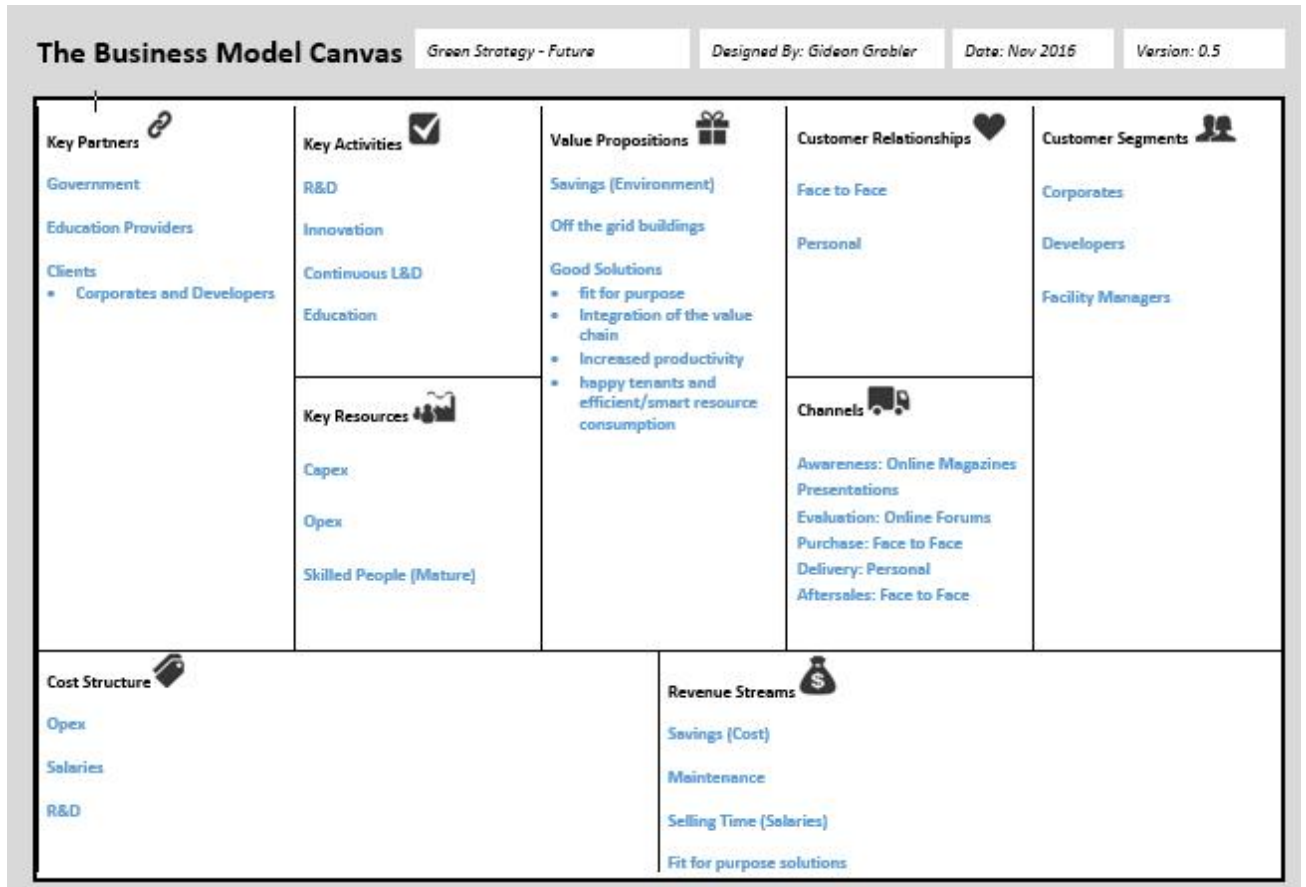 The Business Model Canvas
Green Strategy - Future
Designed By: Gideon Grobler
Date: Nov 2016
Version: 0.5
Key Partners
Government
Education Providers
Clients
• Corporates and Developers
Key Activities
R&D
Innovation
Continuous L&D
Education
Key Resources
Capex
Opex
Skilled People (Mature)
Value Propositions
Savings (Environment)
Off the grid buildings
Good Solutions
• fit for purpose
• Integration of the value
chain
• Increased productivity
• happy tenants and
efficient/smart resource
consumption
Customer Relationships
Face to Face
Personal
Channels
Awareness: Online Magazines
Presentations
Evaluation: Online Forums
Purchase: Face to Face
Delivery: Personal
Aftersales: Face to Face
Customer Segments
Corporates
Developers
Facility Managers
Cost Structure
Opex
Salaries
R&D
Revenue Streams
$
Savings (Cost)
Maintenance
Selling Time (Salaries)
Fit for purpose solutions